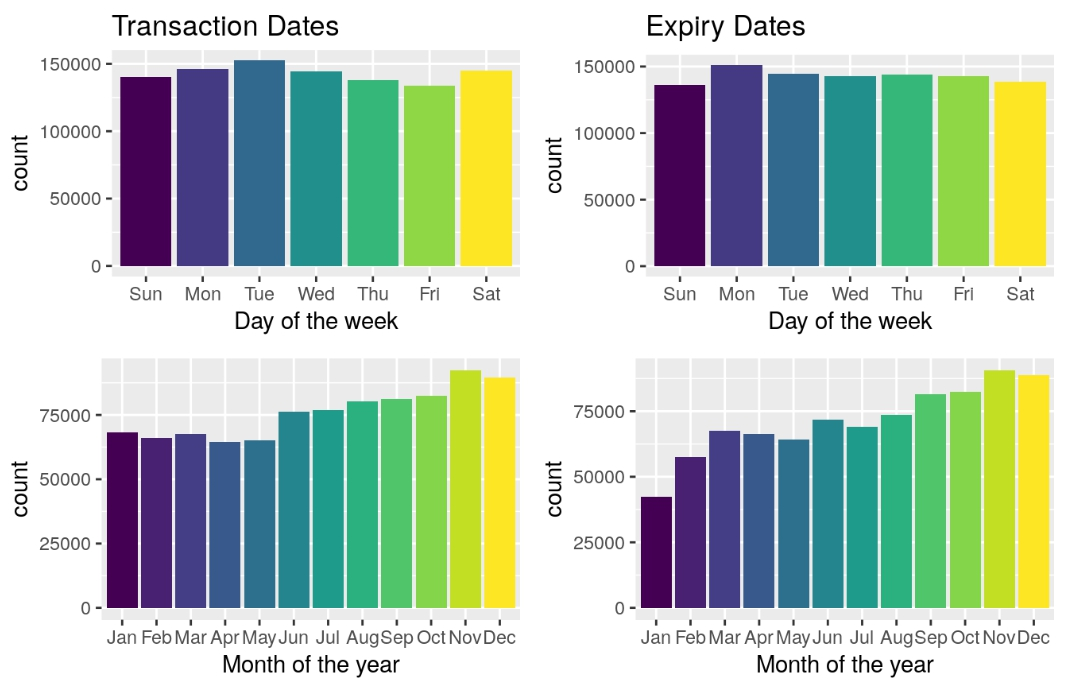 Transaction Dates
150000
100000
50000
0
count
Sun Mon Tue Wed Thu Fri Sat
Day of the week
Expiry Dates
150000
100000
50000
0
count
Sun Mon Tue Wed Thu Fri Sat
Day of the week
75000
50000
25000
0
count
Jan Feb Mar Apr May Jun Jul Aug Sep Oct Nov Dec
Month of the year
75000
50000
25000
0
count
Jan Feb Mar Apr May Jun Jul Aug Sep Oct Nov Dec
Month of the year